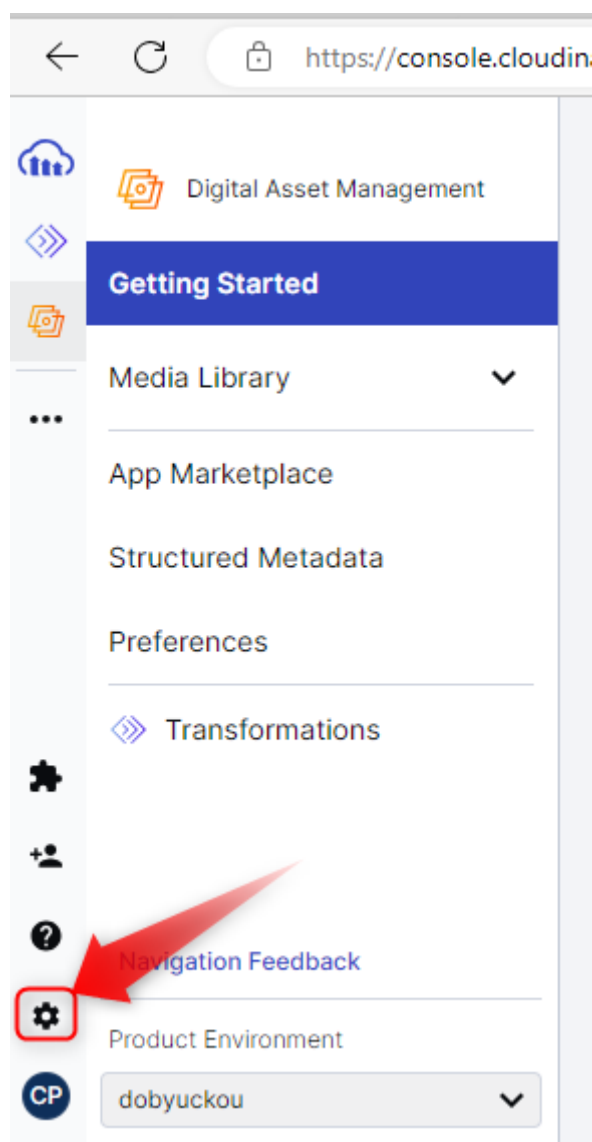 https://console.cloudin
Digital Asset Management
Getting Started
Media Library
App Marketplace
Structured Metadata
Preferences
Transformations
Navigation Feedback
Product Environment
CP
dobyuckou